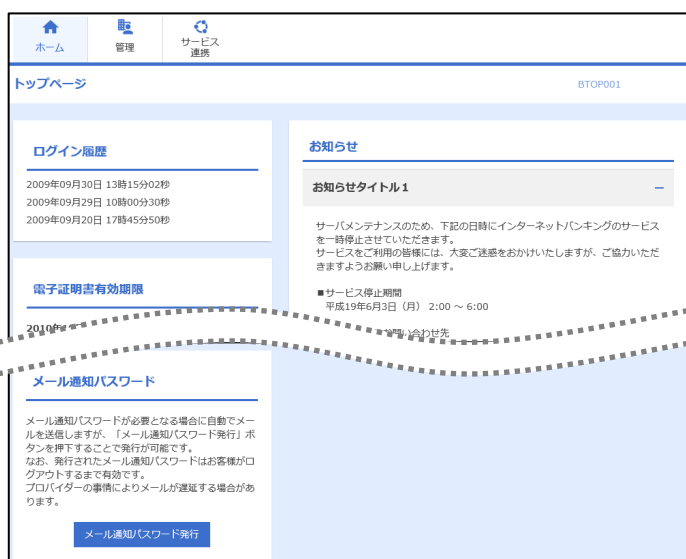 ホーム
管理
サービス
連携
トップページ
BTOP001
ログイン履歴
2009年09月30日 13時15分02秒
2009年09月29日 10時00分30秒
2009年09月20日 17時45分50秒
電子証明書有効期限
2010年
メール通知パスワード
メール通知パスワードが必要となる場合に自動でメー
ルを送信しますが、「メール通知パスワード発行」ボ
タンを押下することで発行が可能です。
なお、発行されたメール通知パスワードはお客様がロ
グアウトするまで有効です。
プロバイダーの事情によりメールが遅延する場合があ
ります。
メール通知パスワード発行
お知らせ
お知らせタイトル1
サーバメンテナンスのため、下記の日時にインターネットバンキングのサービス
を一時停止させていただきます。
サービスをご利用の皆様には、大変ご迷惑をおかけいたしますが、ご協力いただ
きますようお願い申し上げます。
■サービス停止期間
平成19年6月3日（月） 2:00 ～ 6:00
い合わせ先